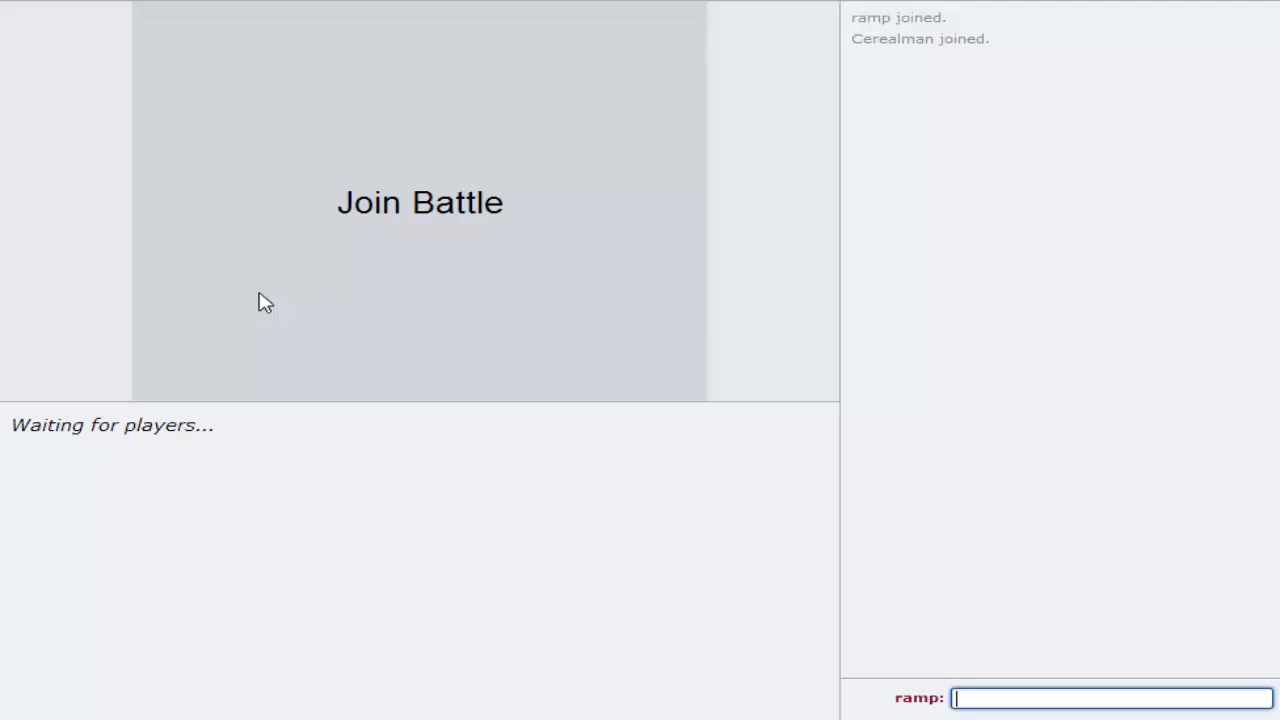 Join Battle
Waiting for players...
ramp joined.
Cerealman joined.
ramp: